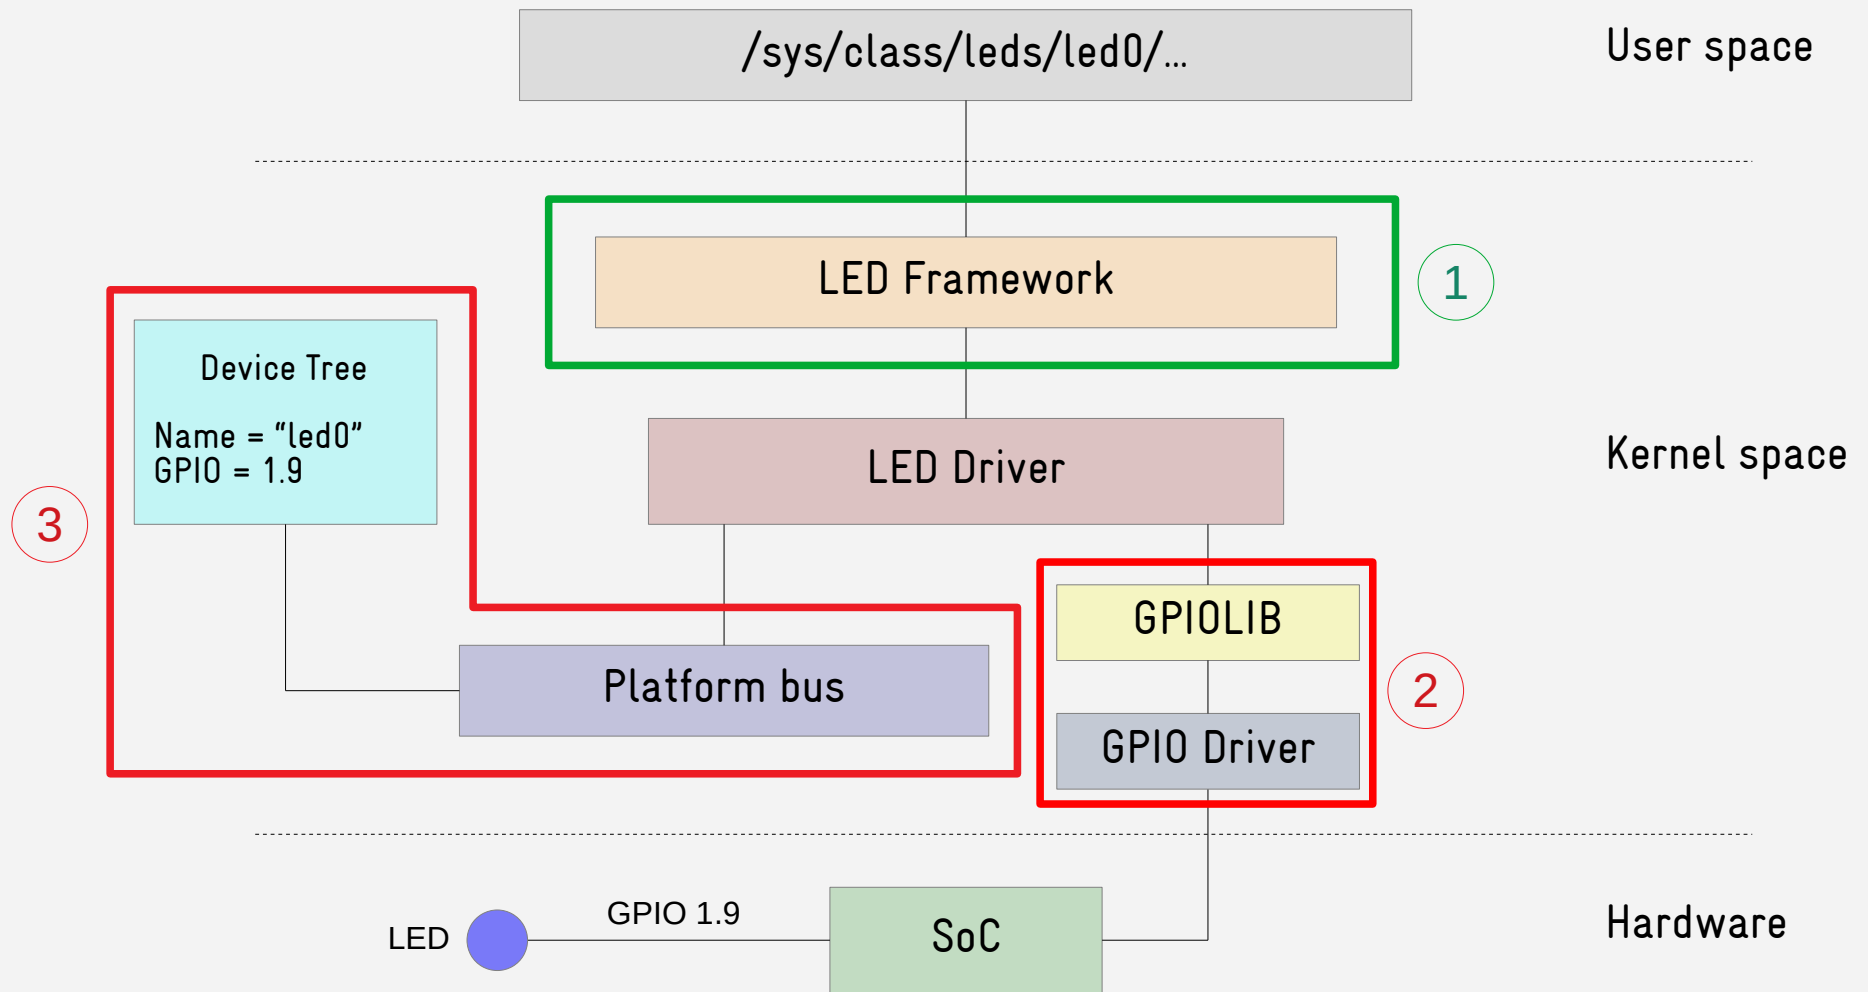 /sys/class/leds/led0/...
User space
LED Framework
1
Device Tree
Name = "led0"
GPIO = 1.9
LED Driver
Kernel space
3
GPIOLIB
Platform bus
2
GPIO Driver
GPIO 1.9
LED
SoC
Hardware